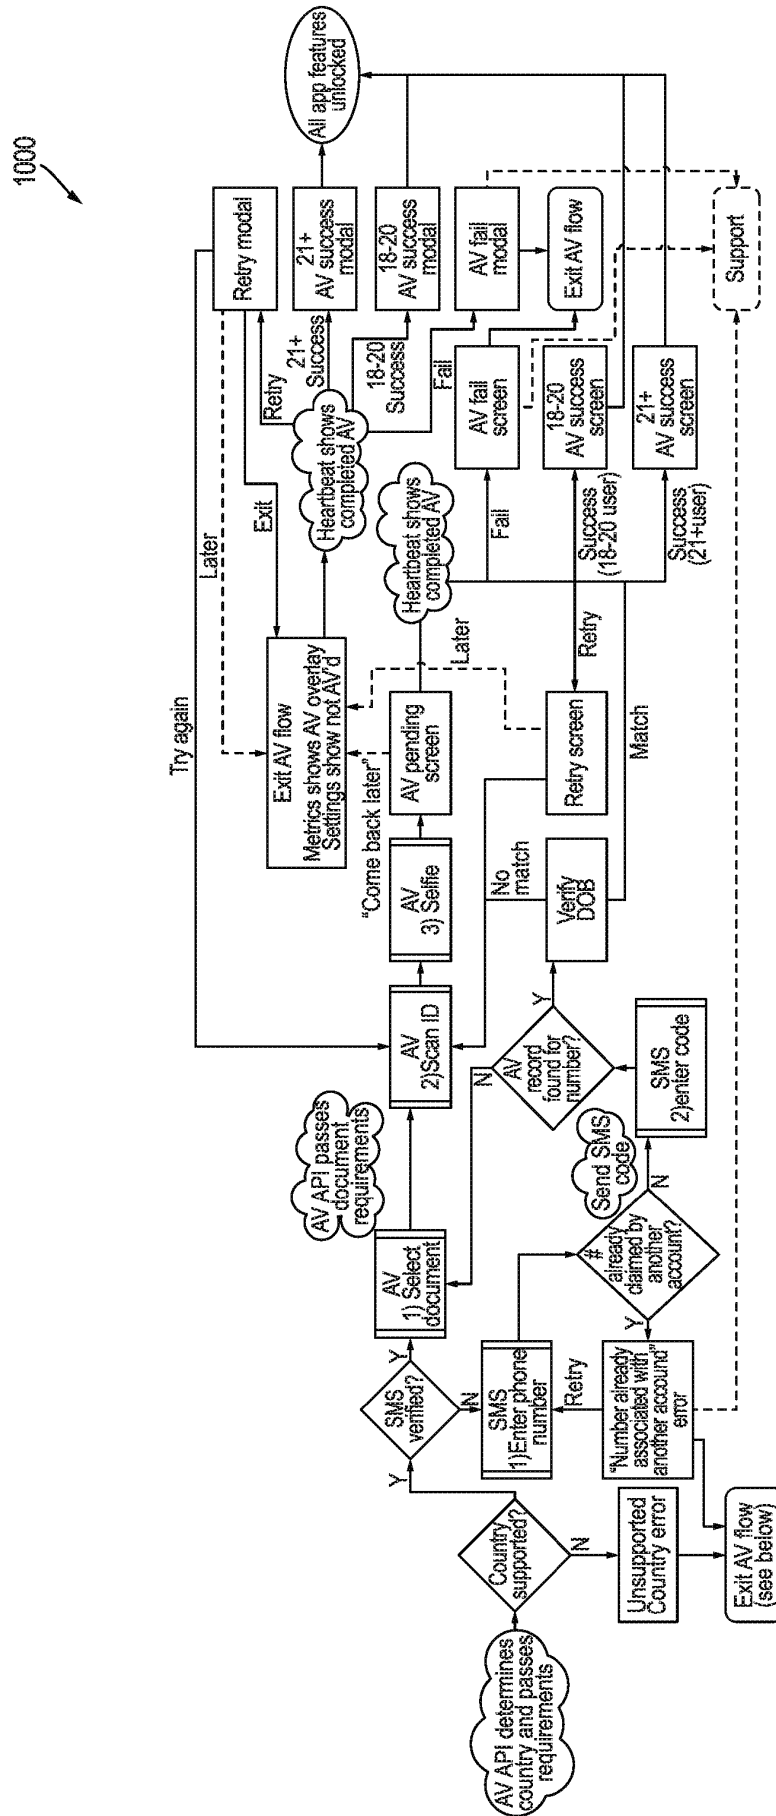 1000
AV API determines
country and passes
requirements
Country
supported?
Y
N
Unsupported
Country error
Exit AV flow
(see below)
SMS
verified?
Y
N
SMS
1)Enter phone
number
Retry
"Number already
associated with
another accound"
error
Y
#
already
claimed by
another
account?
N
Send SMS
code
SMS
2)enter code
AV
1) Select
document
AV API passes
document
requirements
N
AV
record
found for
number?
Y
AV
2)Scan ID
Verify
DOB
No
match
Match
AV
3) Selfie
"Come back later"
AV pending
screen
Retry screen
Later
Retry
Try again
Later
Exit AV flow
Metrics shows AV overlay
Settings show not AV'd
Exit
Heartbeat shows
completed AV
Fail
Success
(18-20 user)
Success
(21+user)
Heartbeat shows
completed AV
Retry
21+
Success
18-20
Success
Fail
AV fail
screen
18-20
AV success
screen
21+
AV success
screen
Retry modal
21+
AV success
modal
18-20
AV success
modal
AV fail
modal
Exit AV flow
Support
All app features
unlocked